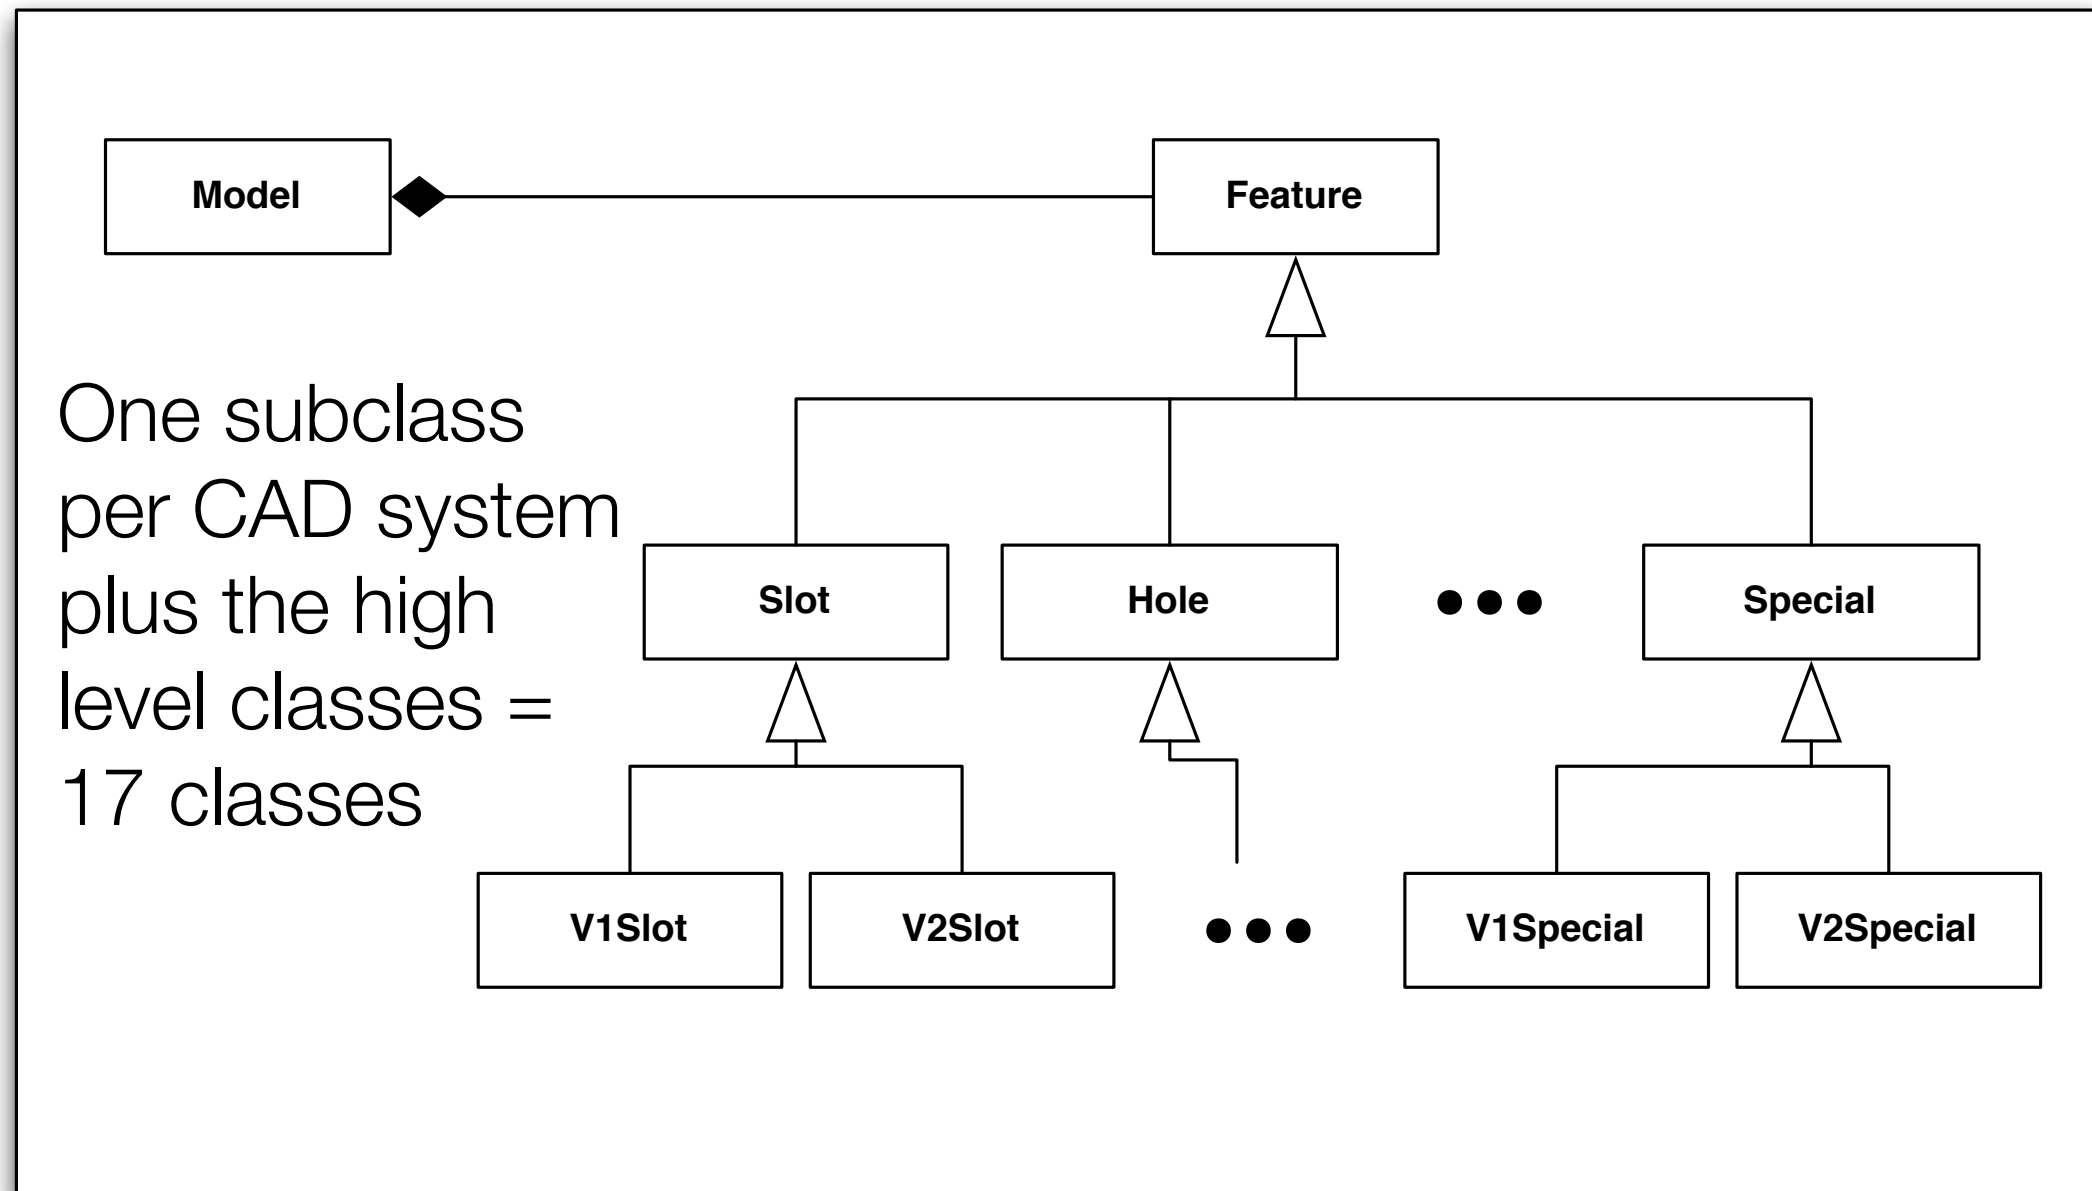 Model
Feature
One subclass
per CAD system
plus the high
level classes =
17 classes
Slot
Hole
Special
V1Slot
V2Slot
V1Special
V2Special